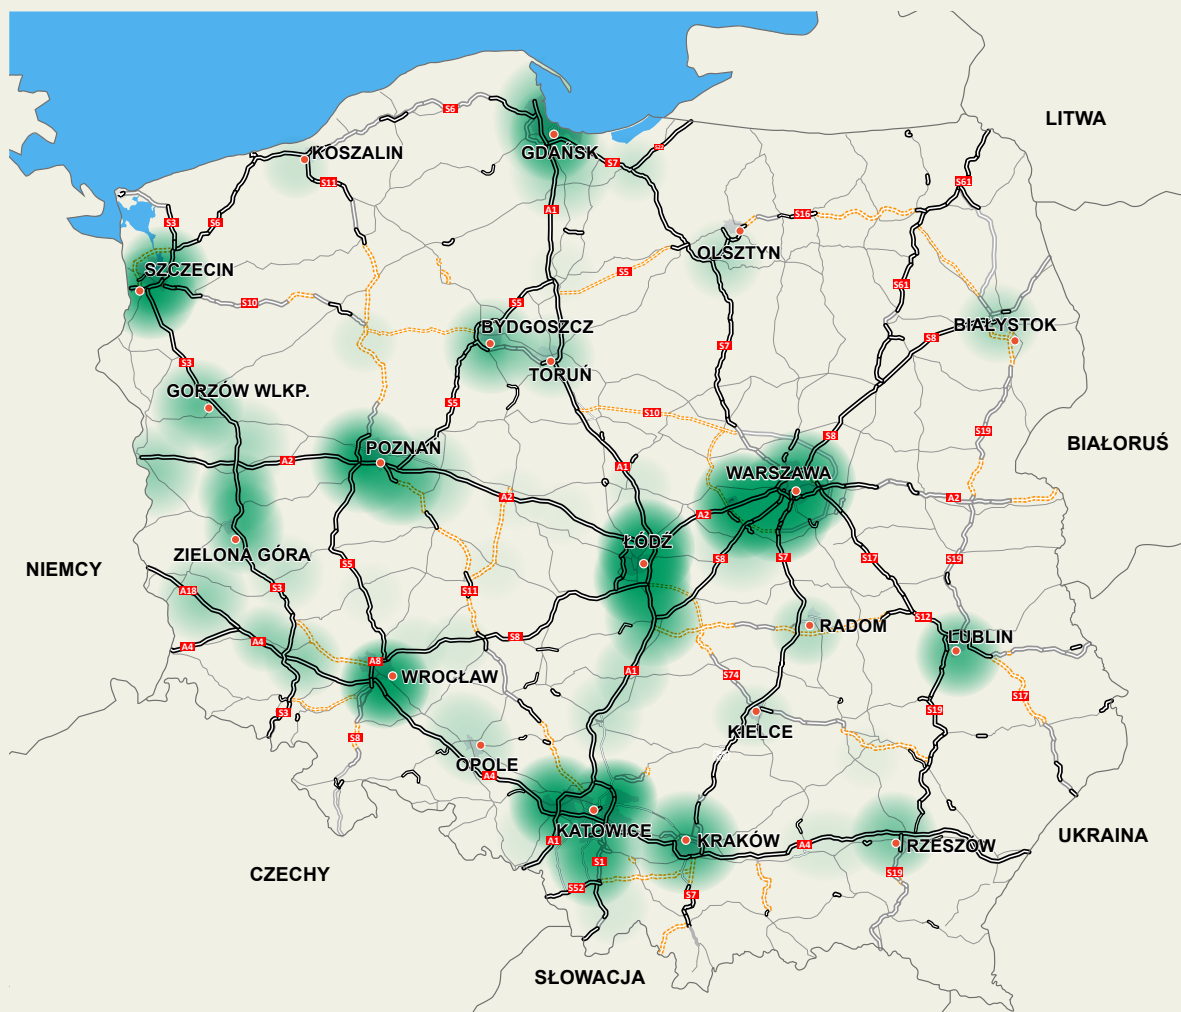 LITWA
S6
KOSZALIN
GDAŃSK
S7
S11
S61
A1
S16
S3
S6
OLSZTYN
SZCZECIN
S5
S61
S10
S5
BYDGOSZCZ
BIAŁYSTOK
S8
S7
S3
TORUŃ
GORZÓW WLKP.
S5
S10
S19
S8
BIAŁORUŚ
POZNAŃ
A2
A1
WARSZAWA
A2
A2
A2
ŁÓDŹ
ZIELONA GÓRA
S8
S7
S17
S19
NIEMCY
S5
S3
A18
S11
S12
RADOM
S8
LUBLIN
A4
A4
A8
WROCŁAW
A1
S74
S17
S3
S19
KIELCE
S8
OPOLE
A4
UKRAINA
KATOWICE
A1
KRAKÓW
A4
RZESZÓW
S1
CZECHY
S19
S52
S7
SŁOWACJA